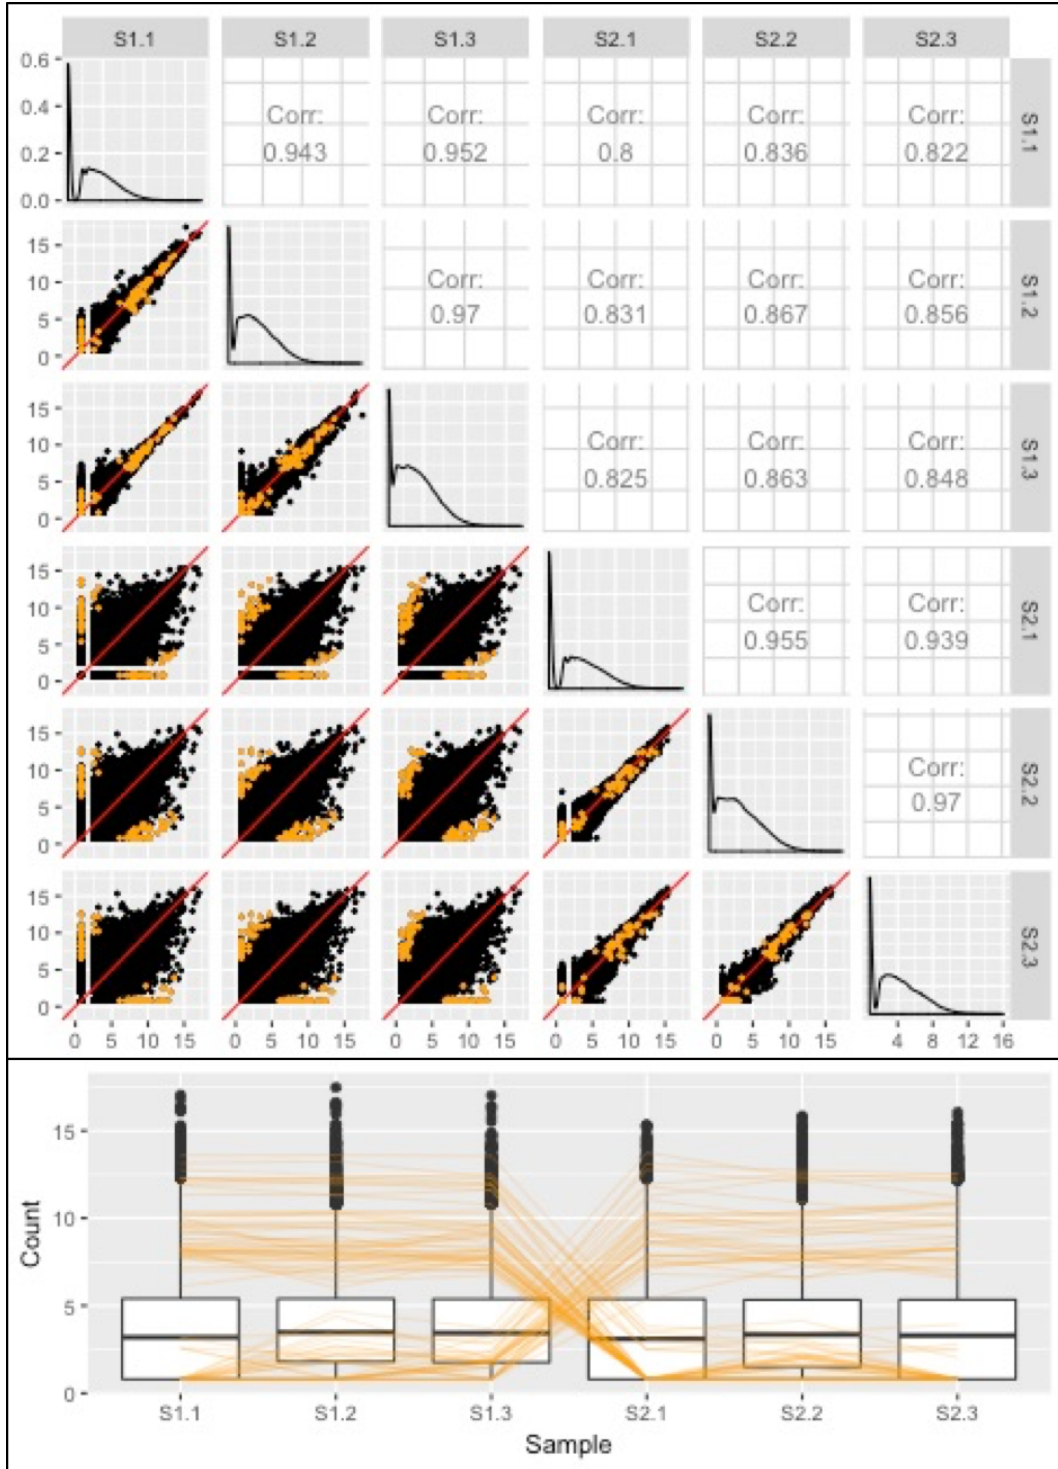 S1.1 S1.2 S1.3 S2.1 S2.2 S2.3
0.6
0.4
0.2
0.0
Corr:
0.943
Corr:
0.952
Corr:
0.8
Corr:
0.836
Corr:
0.822
S1.1
15
10
5
0
Corr:
0.97
Corr:
0.831
Corr:
0.867
Corr:
0.856
S1.2
15
10
5
0
Corr:
0.825
Corr:
0.863
Corr:
0.848
S1.3
15
10
5
0
Corr:
0.955
Corr:
0.939
S2.1
15
10
5
0
Corr:
0.97
S2.2
15
10
5
0
S2.3
0 5 10 15 0 5 10 15 0 5 10 15 0 5 10 15 0 5 10 15 4 8 12 16
Count
15
10
5
0
S1.1 S1.2 S1.3 S2.1 S2.2 S2.3
Sample